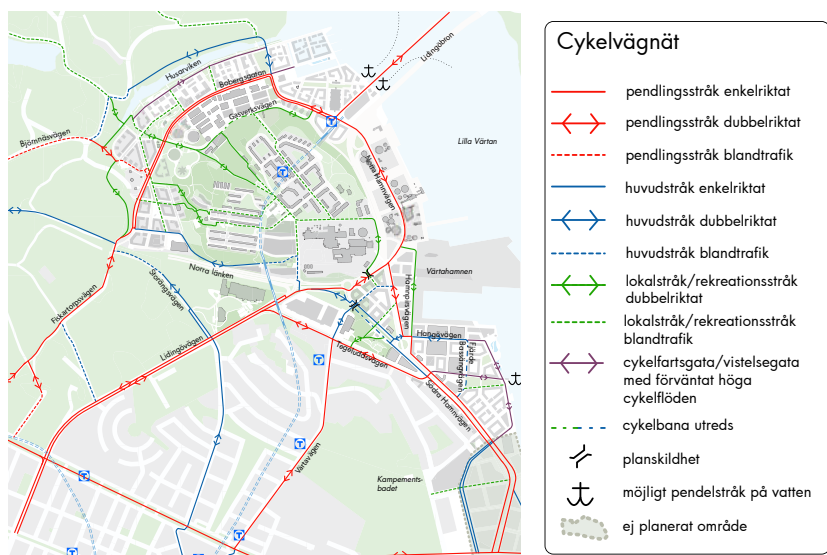 Husarviken
Bobergsgatan
Gasverksvägen
Björnnäsvägen
Lidingöbron
Lilla Värtan
Norra Hamnvägen
Norra länken
Storängsvägen
Fiskartorpsvägen
Lidingövägen
Värtahamnen
Hamnpirsvägen
Hangövägen
Fjärde
Bassängvägen
Tegeluddsvägen
Södra Hamnvägen
Värtavägen
Kampements-
badet
T
T
T
T
T
T
T
T
Cykelvägnät
pendlingsstråk enkelriktat
pendlingsstråk dubbelriktat
pendlingsstråk blandtrafik
huvudstråk enkelriktat
huvudstråk dubbelriktat
huvudstråk blandtrafik
lokalstråk/rekreationsstråk
dubbelriktat
lokalstråk/rekreationsstråk
blandtrafik
cykelfartsgata/vistelsegata
med förväntat höga
cykelflöden
cykelbana utreds
planskildhet
möjligt pendelstråk på vatten
ej planerat område